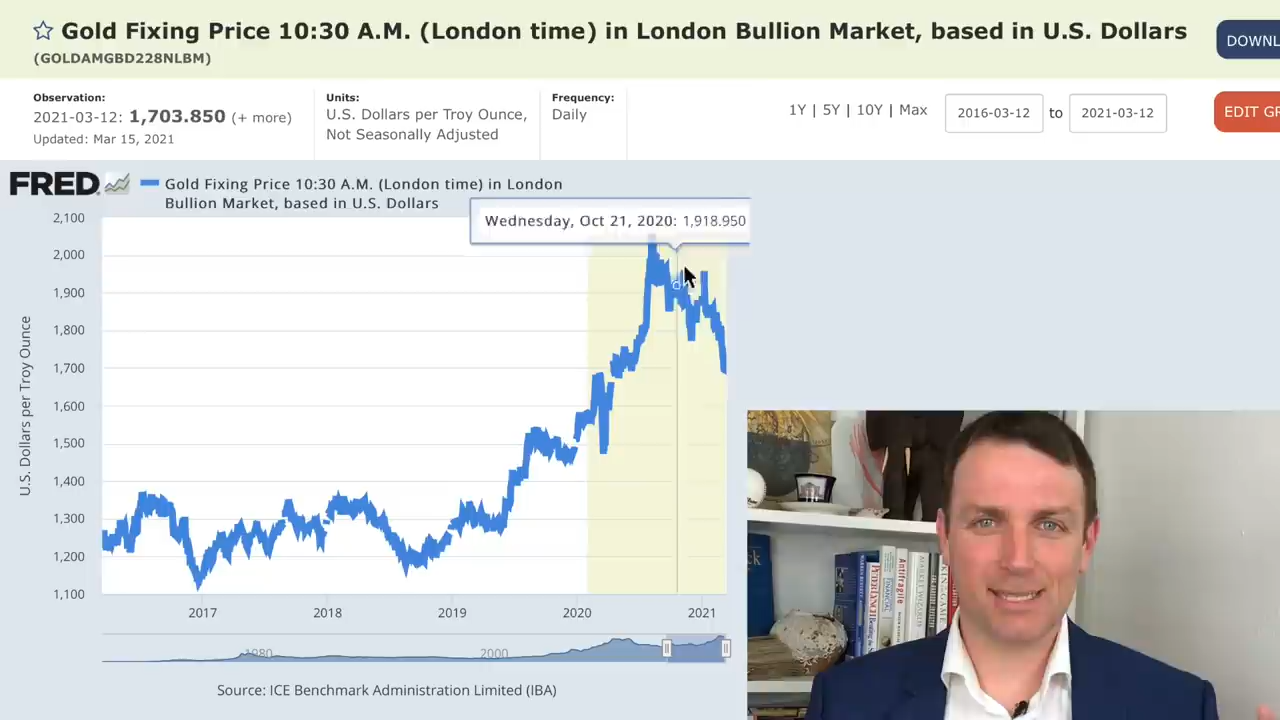 Gold Fixing Price 10:30 A.M. (London time) in London Bullion Market, based in U.S. Dollars
(GOLDAMGBD228NLBM)
DOWNL
Observation:
2021-03-12: 1,703.850 (+ more)
Updated: Mar 15, 2021
Units:
U.S. Dollars per Troy Ounce,
Not Seasonally Adjusted
Frequency:
Daily
1Y | 5Y | 10Y | Max
2016-03-12 to 2021-03-12
EDIT GR
FRED
Gold Fixing Price 10:30 A.M. (London time) in London
Bullion Market, based in U.S. Dollars
Wednesday, Oct 21, 2020: 1,918.950
2,100
2,000
1,900
1,800
1,700
1,600
1,500
1,400
1,300
1,200
1,100
U.S. Dollars per Troy Ounce
2017
2018
2019
2020
2021
1980
2000
Source: ICE Benchmark Administration Limited (IBA)
Antifragile